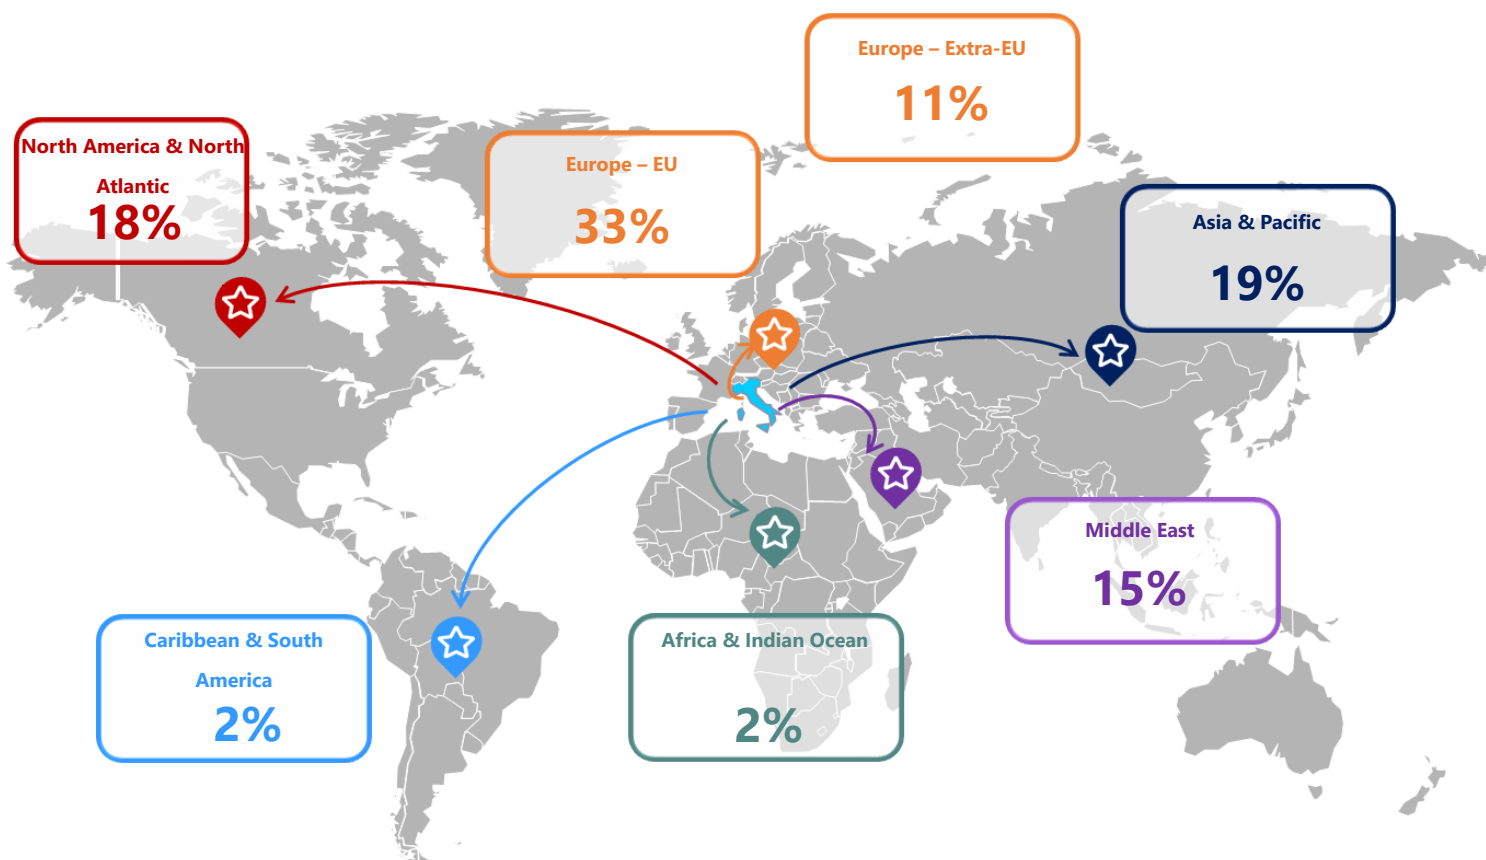 Europe – Extra-EU
11%
North America & North
Atlantic
18%
Europe – EU
33%
Asia & Pacific
19%
Middle East
15%
Caribbean & South
America
2%
Africa & Indian Ocean
2%